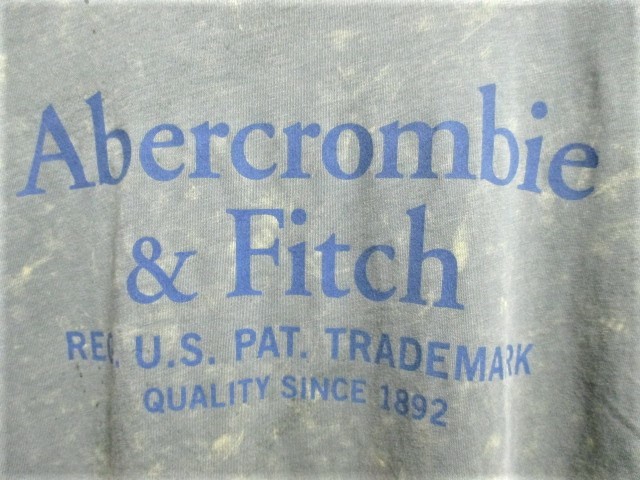 Abercrombie
& Fitch
REG. U.S. PAT. TRADEMARK
QUALITY SINCE 1892